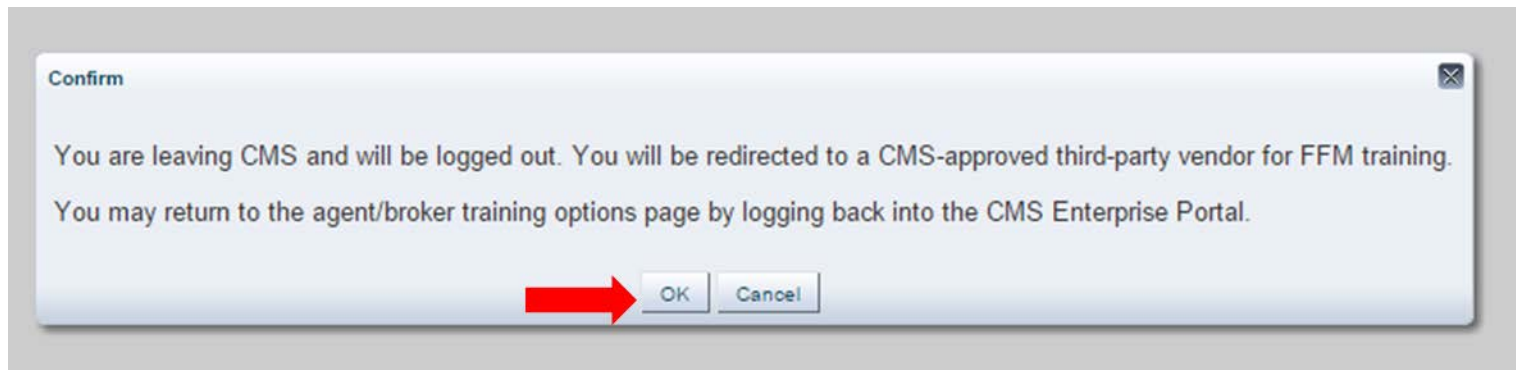 Confirm
You are leaving CMS and will be logged out. You will be redirected to a CMS-approved third-party vendor for FFM training.
You may return to the agent/broker training options page by logging back into the CMS Enterprise Portal.
OK Cancel